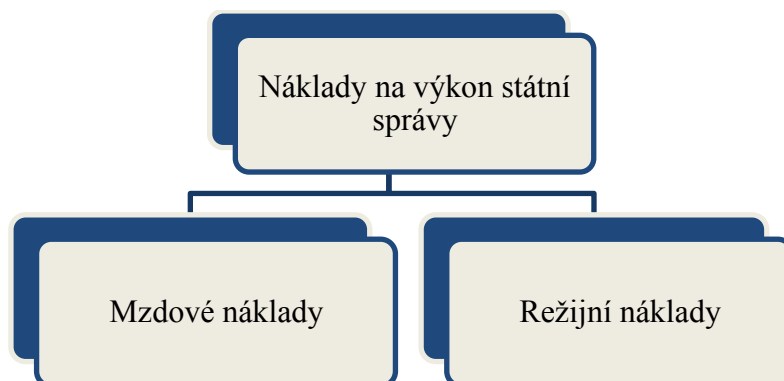 Náklady na výkon státní
správy
Mzdové náklady
Režijní náklady